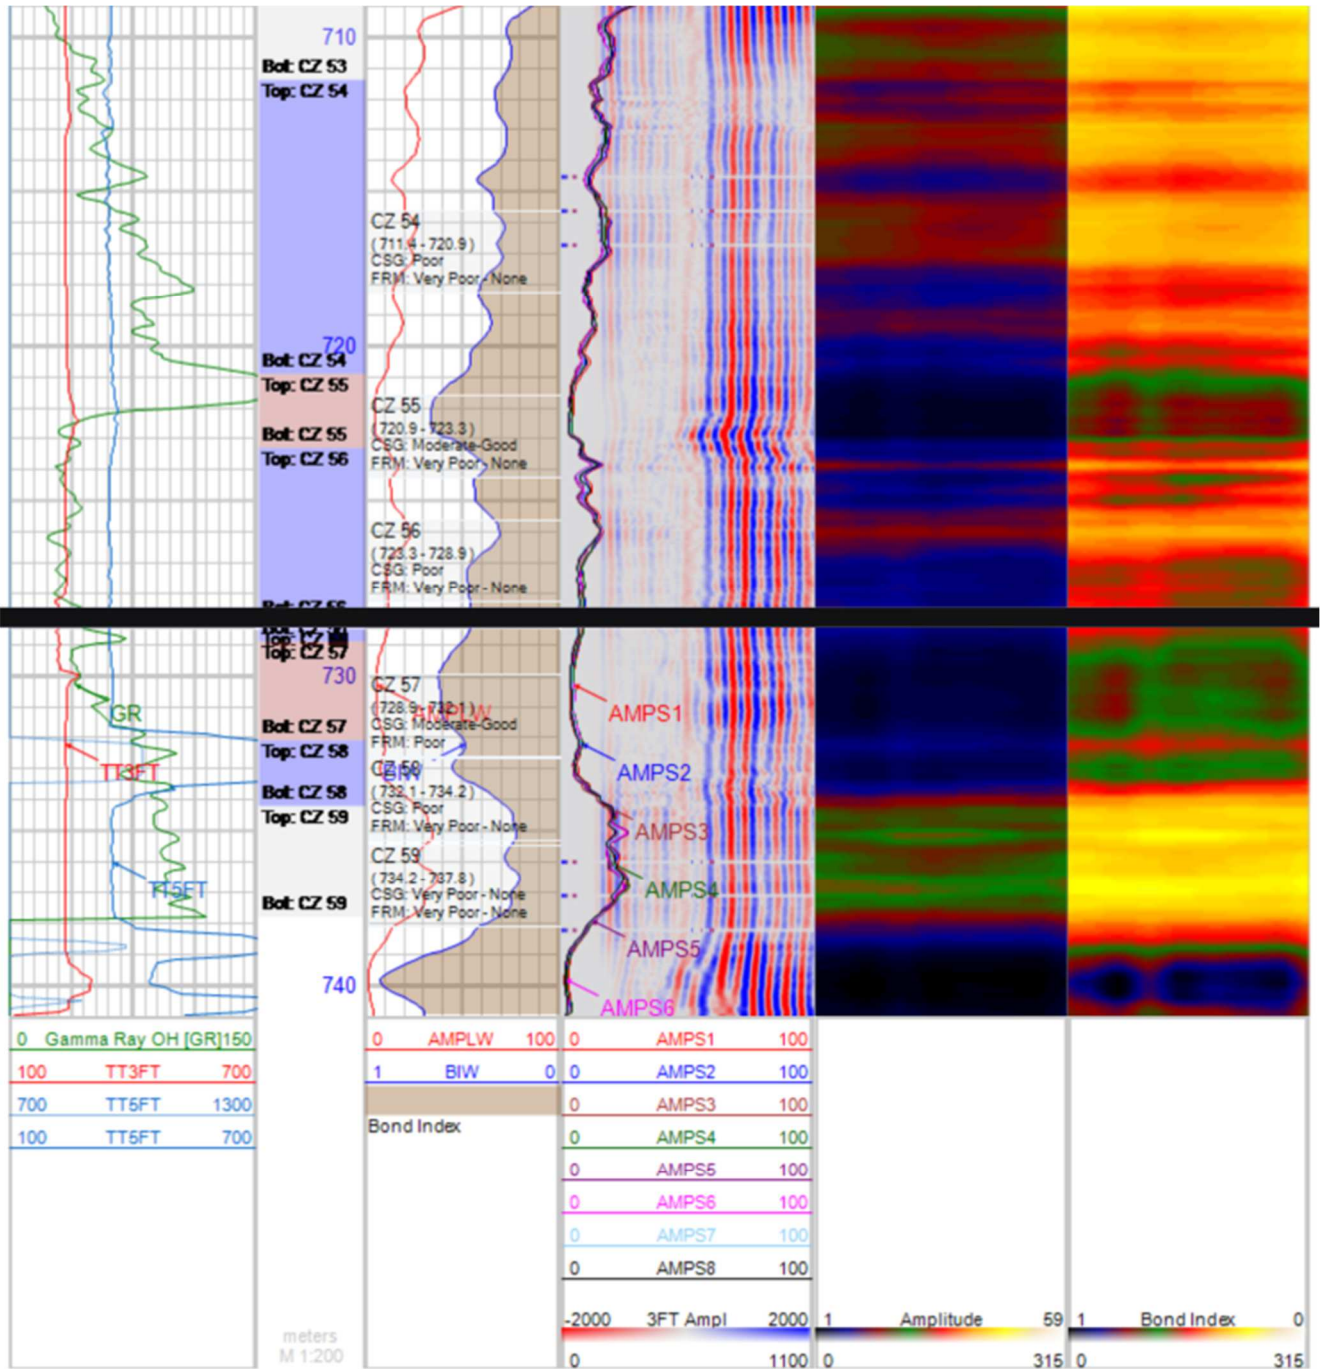 710
Bot: CZ 53
Top: CZ 54
CZ 54
( 711.4 - 720.9 )
CSG: Poor
FRM: Very Poor - None
720
Bot: CZ 54
Top: CZ 55
CZ 55
( 720.9 - 723.3 )
CSG: Moderate-Good
FRM: Very Poor - None
Bot: CZ 55
Top: CZ 56
CZ 56
( 723.3 - 728.9 )
CSG: Poor
FRM: Very Poor - None
Top: CZ 57
730
CZ 57
( 728.9 - 732.1 )
CSG: Moderate-Good
FRM: Poor
GR
AMPLW
AMPS1
Bot: CZ 57
Top: CZ 58
TT3FT
CZ 58
BIW
AMPS2
( 732.1 - 734.2 )
CSG: Poor
FRM: Very Poor - None
Bot: CZ 58
Top: CZ 59
AMPS3
CZ 59
( 734.2 - 737.8 )
CSG: Very Poor - None
FRM: Very Poor - None
TT5FT
AMPS4
Bot: CZ 59
AMPS5
740
AMPS6
0 Gamma Ray OH [GR] 150
100 TT3FT 700
700 TT5FT 1300
100 TT5FT 700
meters
M 1:200
0 AMPLW 100
1 BIW 0
Bond Index
0 AMPS1 100
0 AMPS2 100
0 AMPS3 100
0 AMPS4 100
0 AMPS5 100
0 AMPS6 100
0 AMPS7 100
0 AMPS8 100
-2000 3FT Ampl 2000
0 1100
1 Amplitude 59
0 315
1 Bond Index 0
0 315